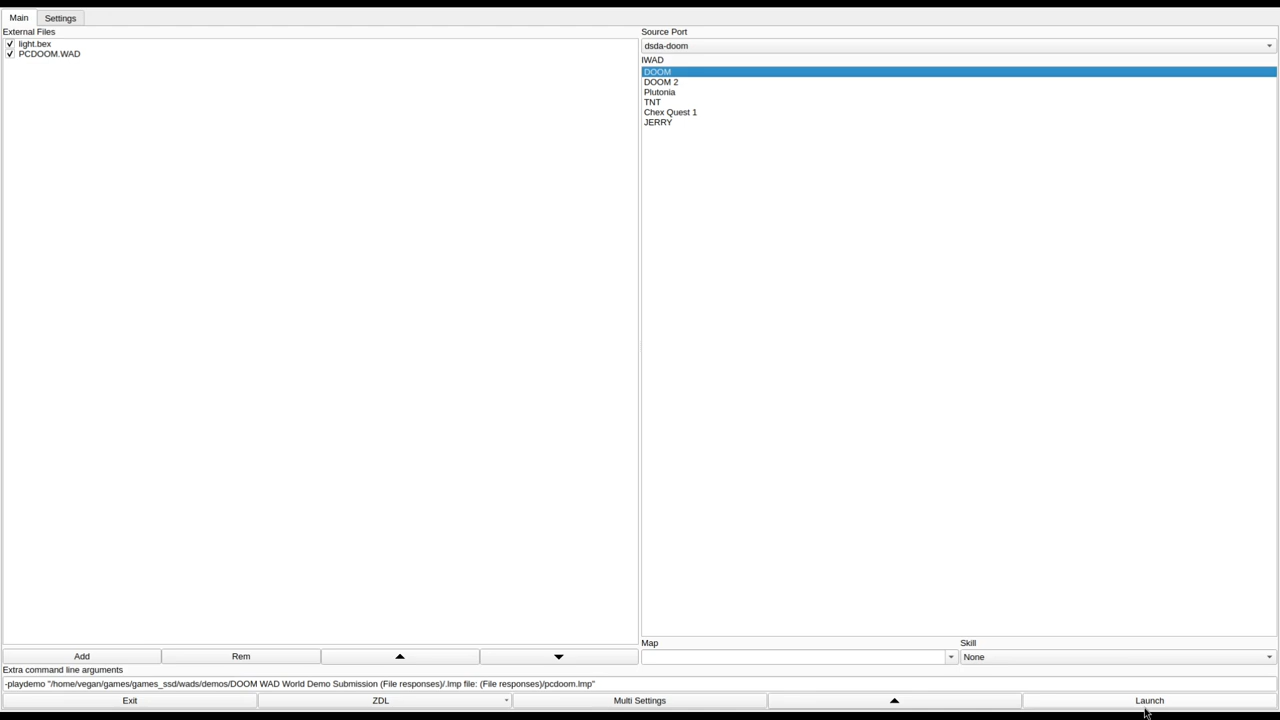 Main Settings
External Files
light.bex
PCDOOM.WAD
Add Rem
Extra command line arguments
-playdemo "/home/vegan/games/games_ssd/wads/demos/DOOM WAD World Demo Submission (File responses)/.lmp file: (File responses)/pcdoom.lmp"
Source Port
dsda-doom
IWAD
DOOM
DOOM 2
Plutonia
TNT
Chex Quest 1
JERRY
Map Skill
None
Exit ZDL Multi Settings Launch